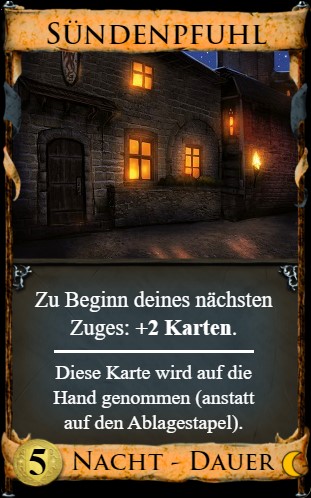 Sündenpfuhl
Zu Beginn deines nächsten
Zuges: +2 Karten.
Diese Karte wird auf die
Hand genommen (anstatt
auf den Ablagestapel).
5 Nacht - Dauer